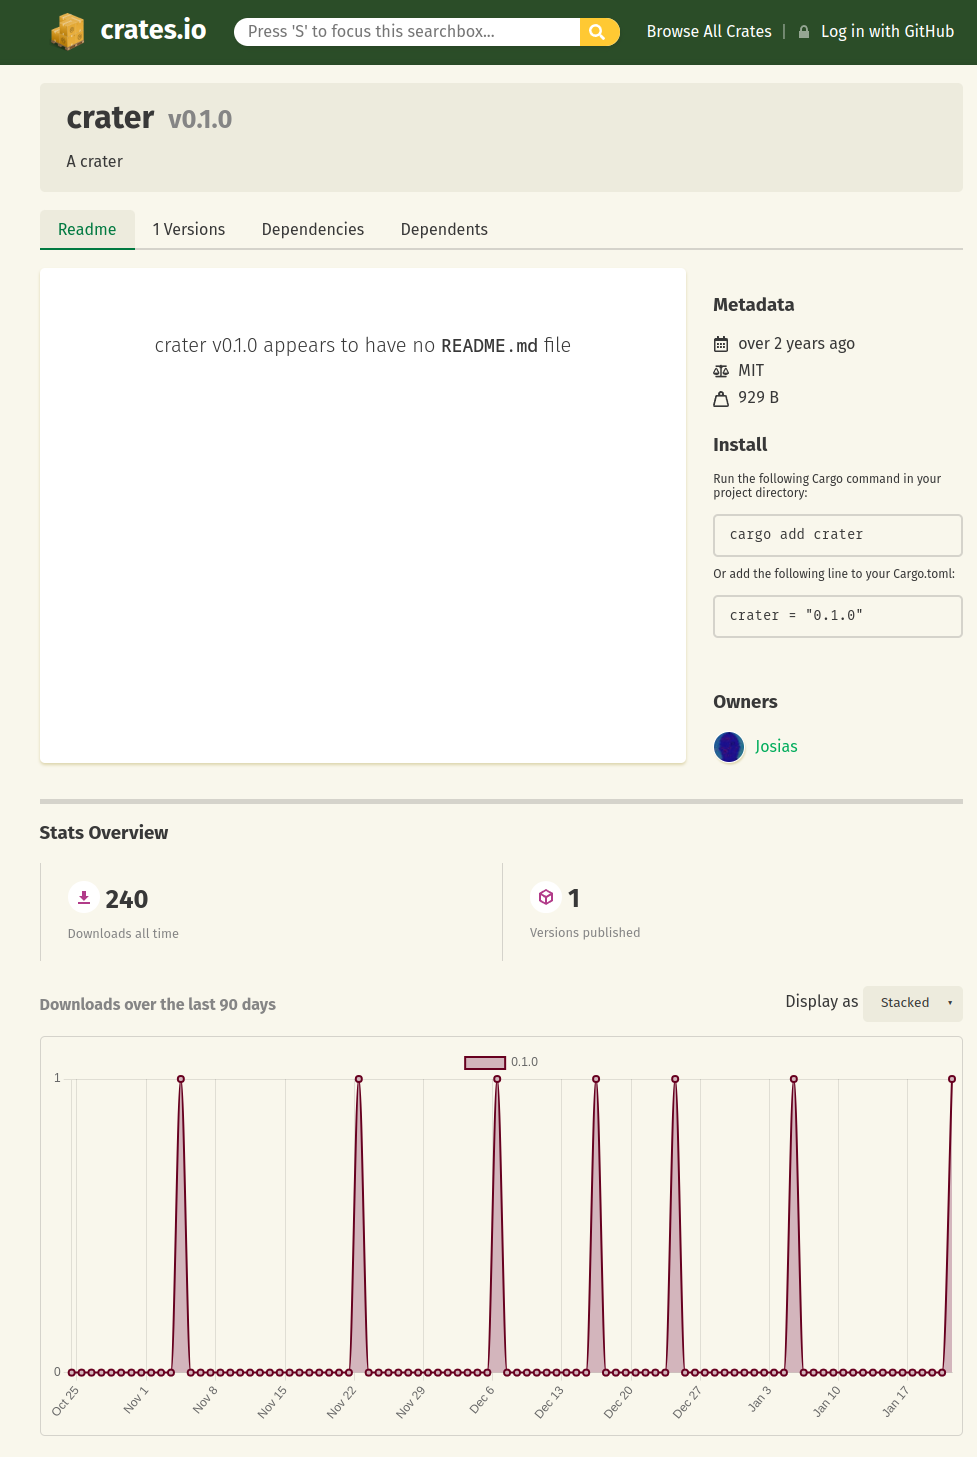 crates.io
Press 'S' to focus this searchbox...
Browse All Crates | Log in with GitHub
crater v0.1.0
A crater
Readme
1 Versions
Dependencies
Dependents
crater v0.1.0 appears to have no README.md file
Metadata
over 2 years ago
MIT
929 B
Install
Run the following Cargo command in your
project directory:
cargo add crater
Or add the following line to your Cargo.toml:
crater = "0.1.0"
Owners
Josias
Stats Overview
240
Downloads all time
1
Versions published
Downloads over the last 90 days
Display as
Stacked
0.1.0
1
0
Oct 25
Nov 1
Nov 8
Nov 15
Nov 22
Nov 29
Dec 6
Dec 13
Dec 20
Dec 27
Jan 3
Jan 10
Jan 17